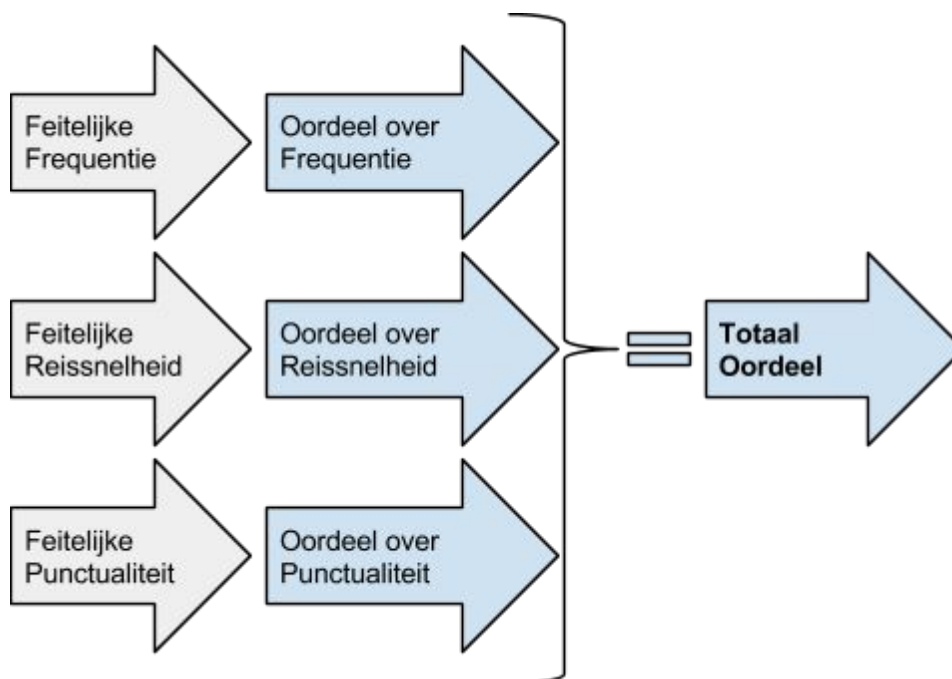 Feitelijke
Frequentie
Oordeel over
Frequentie
Feitelijke
Reissnelheid
Oordeel over
Reissnelheid
Totaal
Oordeel
Feitelijke
Punctualiteit
Oordeel over
Punctualiteit